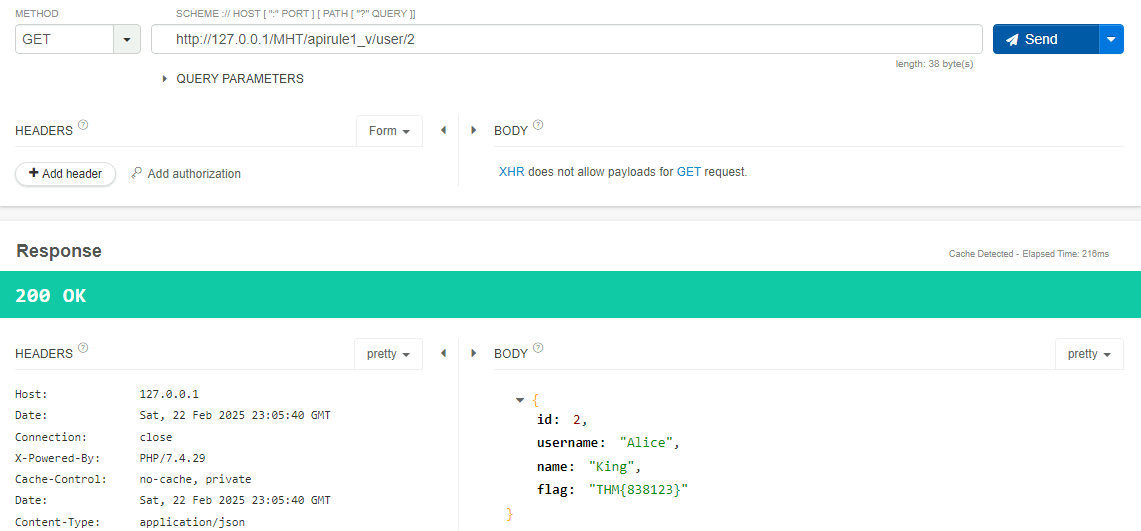 METHOD SCHEME :// HOST [ ":" PORT ] [ PATH [ "?" QUERY ]]
GET http://127.0.0.1/MHT/apirule1_v/user/2 Send
length: 38 byte(s)
QUERY PARAMETERS
HEADERS ? Form BODY ?
+ Add header Add authorization XHR does not allow payloads for GET request.
Response Cache Detected - Elapsed Time: 216ms
200 OK
HEADERS ? pretty BODY ? pretty
Host: 127.0.0.1
Date: Sat, 22 Feb 2025 23:05:40 GMT
Connection: close
X-Powered-By: PHP/7.4.29
Cache-Control: no-cache, private
Date: Sat, 22 Feb 2025 23:05:40 GMT
Content-Type: application/json
{
id: 2,
username: "Alice",
name: "King",
flag: "THM{838123}"
}